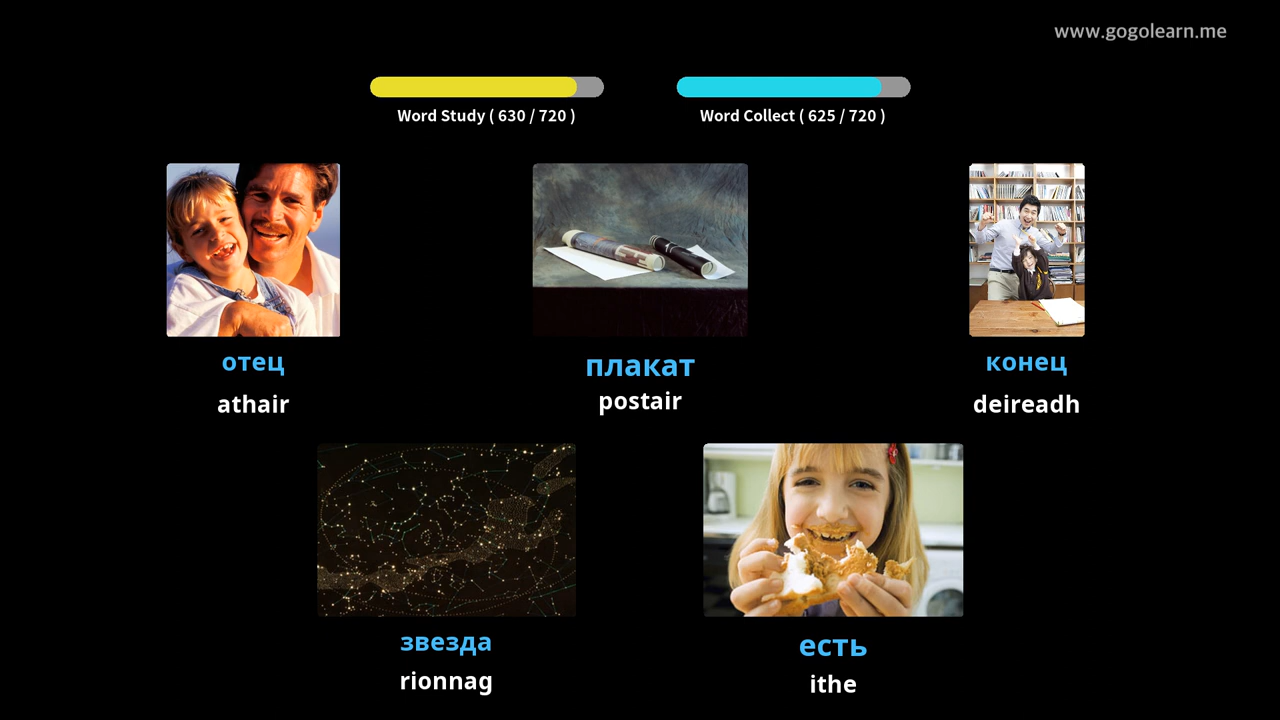 www.gogolearn.me
Word Study ( 630 / 720 )
Word Collect ( 625 / 720 )
отец
плакат
конец
athair
postair
deireadh
звезда
есть
rionnag
ithe